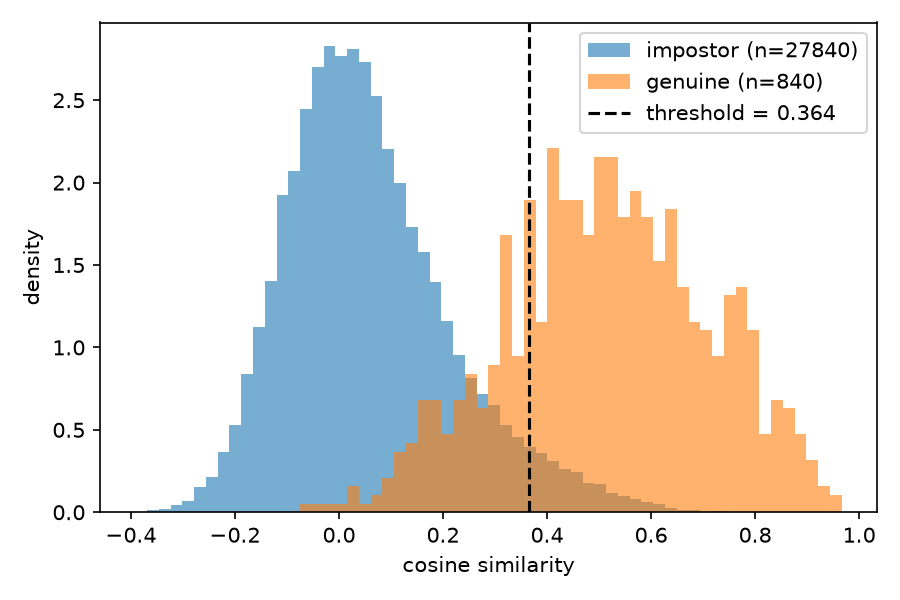 impostor (n=27840)
genuine (n=840)
threshold = 0.364
density
2.5
2.0
1.5
1.0
0.5
0.0
−0.4 −0.2 0.0 0.2 0.4 0.6 0.8 1.0
cosine similarity